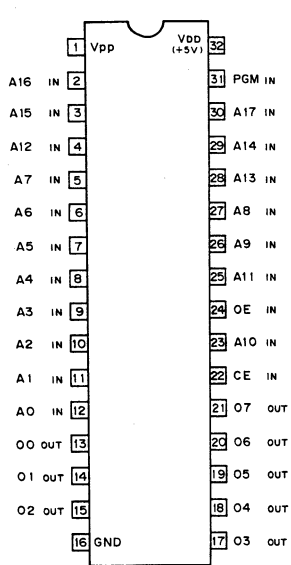 1 Vpp VDD (+5V) 32
A16 IN 2 31 PGM IN
A15 IN 3 30 A17 IN
A12 IN 4 29 A14 IN
A7 IN 5 28 A13 IN
A6 IN 6 27 A8 IN
A5 IN 7 26 A9 IN
A4 IN 8 25 A11 IN
A3 IN 9 24 OE IN
A2 IN 10 23 A10 IN
A1 IN 11 22 CE IN
A0 IN 12 21 O7 OUT
O0 OUT 13 20 O6 OUT
O1 OUT 14 19 O5 OUT
O2 OUT 15 18 O4 OUT
16 GND 17 O3 OUT